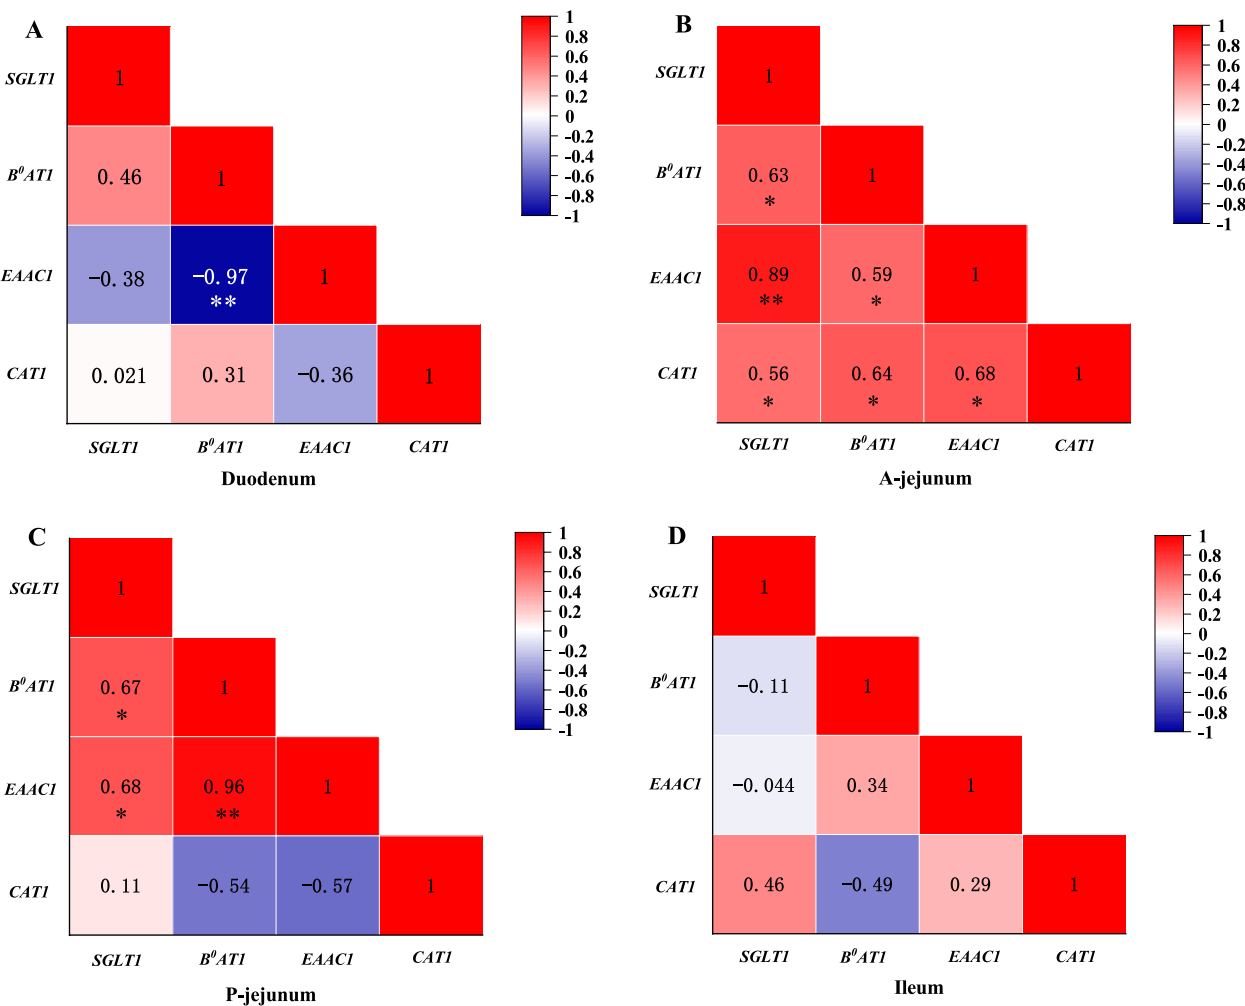 A
SGLT1 1
B⁰AT1 0.46 1
EAAC1 −0.38 −0.97 ** 1
CAT1 0.021 0.31 −0.36 1
SGLT1 B⁰AT1 EAAC1 CAT1
Duodenum
1
0.8
0.6
0.4
0.2
0
-0.2
-0.4
-0.6
-0.8
-1
B
SGLT1 1
B⁰AT1 0.63 * 1
EAAC1 0.89 ** 0.59 * 1
CAT1 0.56 * 0.64 * 0.68 * 1
SGLT1 B⁰AT1 EAAC1 CAT1
A-jejunum
1
0.8
0.6
0.4
0.2
0
-0.2
-0.4
-0.6
-0.8
-1
C
SGLT1 1
B⁰AT1 0.67 * 1
EAAC1 0.68 * 0.96 ** 1
CAT1 0.11 −0.54 −0.57 1
SGLT1 B⁰AT1 EAAC1 CAT1
P-jejunum
1
0.8
0.6
0.4
0.2
0
-0.2
-0.4
-0.6
-0.8
-1
D
SGLT1 1
B⁰AT1 −0.11 1
EAAC1 −0.044 0.34 1
CAT1 0.46 −0.49 0.29 1
SGLT1 B⁰AT1 EAAC1 CAT1
Ileum
1
0.8
0.6
0.4
0.2
0
-0.2
-0.4
-0.6
-0.8
-1